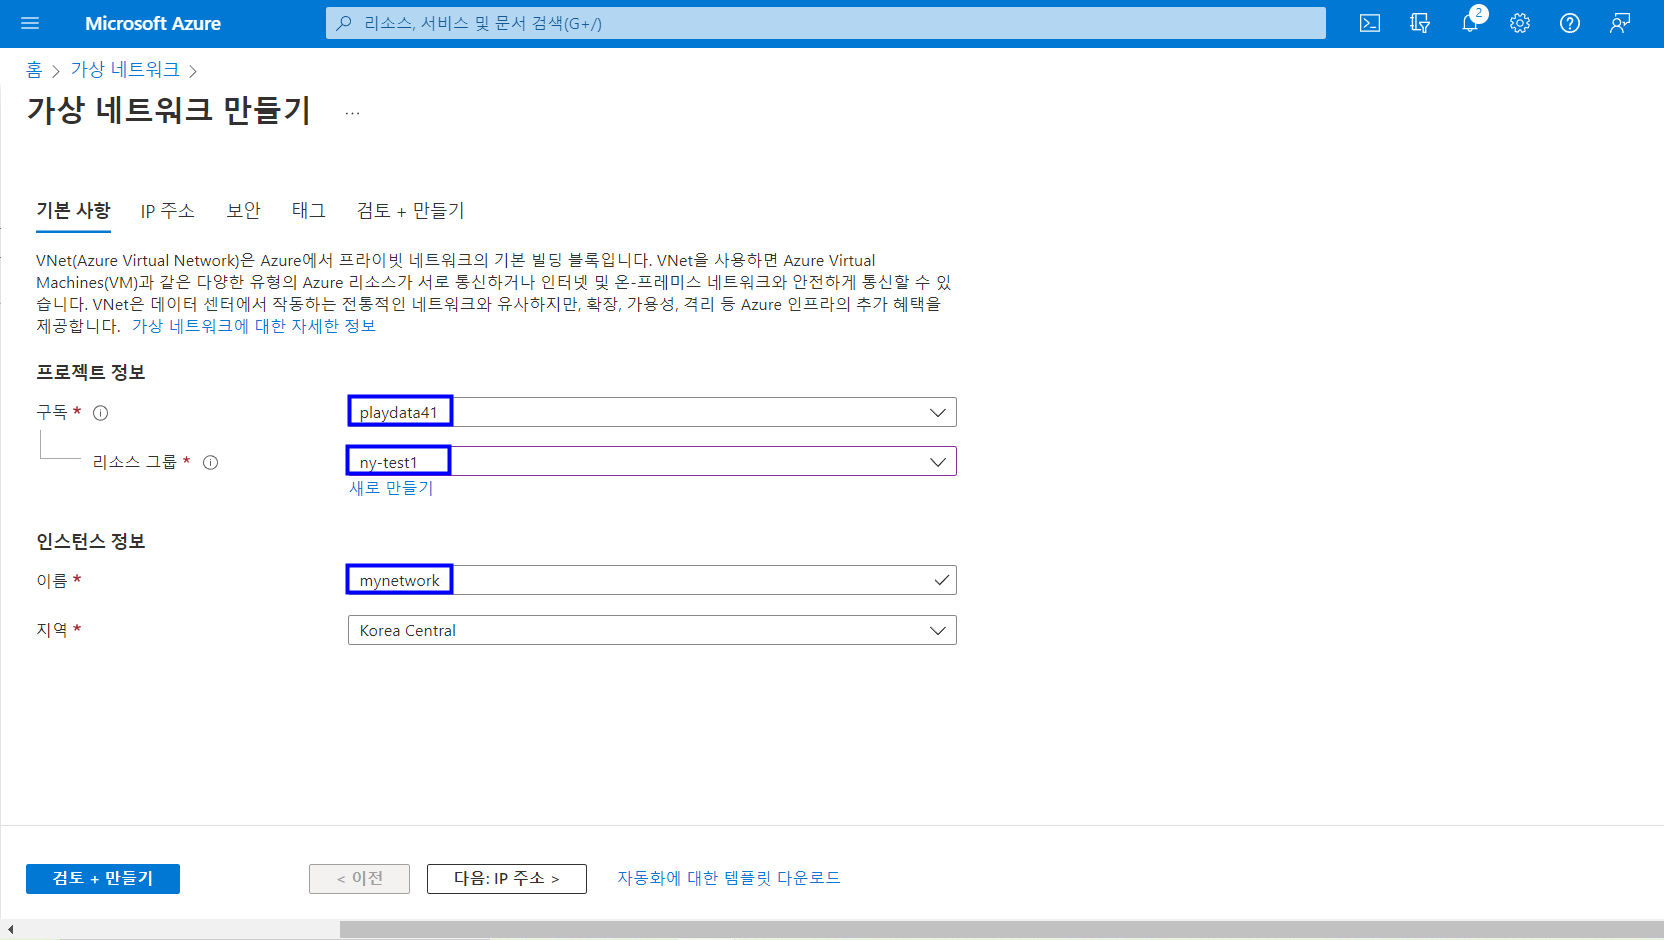 Microsoft Azure
리소스, 서비스 및 문서 검색(G+/)
2
홈 > 가상 네트워크 >
가상 네트워크 만들기 ...
기본 사항 IP 주소 보안 태그 검토 + 만들기
VNet(Azure Virtual Network)은 Azure에서 프라이빗 네트워크의 기본 빌딩 블록입니다. VNet을 사용하면 Azure Virtual
Machines(VM)과 같은 다양한 유형의 Azure 리소스가 서로 통신하거나 인터넷 및 온-프레미스 네트워크와 안전하게 통신할 수 있
습니다. VNet은 데이터 센터에서 작동하는 전통적인 네트워크와 유사하지만, 확장, 가용성, 격리 등 Azure 인프라의 추가 혜택을
제공합니다. 가상 네트워크에 대한 자세한 정보
프로젝트 정보
구독 *
playdata41
리소스 그룹 *
ny-test1
새로 만들기
인스턴스 정보
이름 *
mynetwork
지역 *
Korea Central
검토 + 만들기
< 이전
다음: IP 주소 >
자동화에 대한 템플릿 다운로드